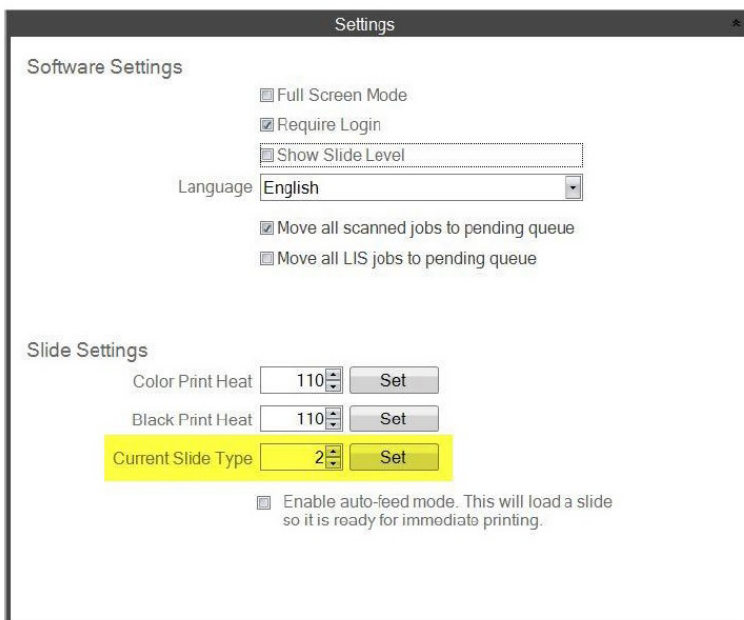 Settings
Software Settings
Full Screen Mode
Require Login
Show Slide Level
Language English
Move all scanned jobs to pending queue
Move all LIS jobs to pending queue
Slide Settings
Color Print Heat 110 Set
Black Print Heat 110 Set
Current Slide Type 2 Set
Enable auto-feed mode. This will load a slide
so it is ready for immediate printing.